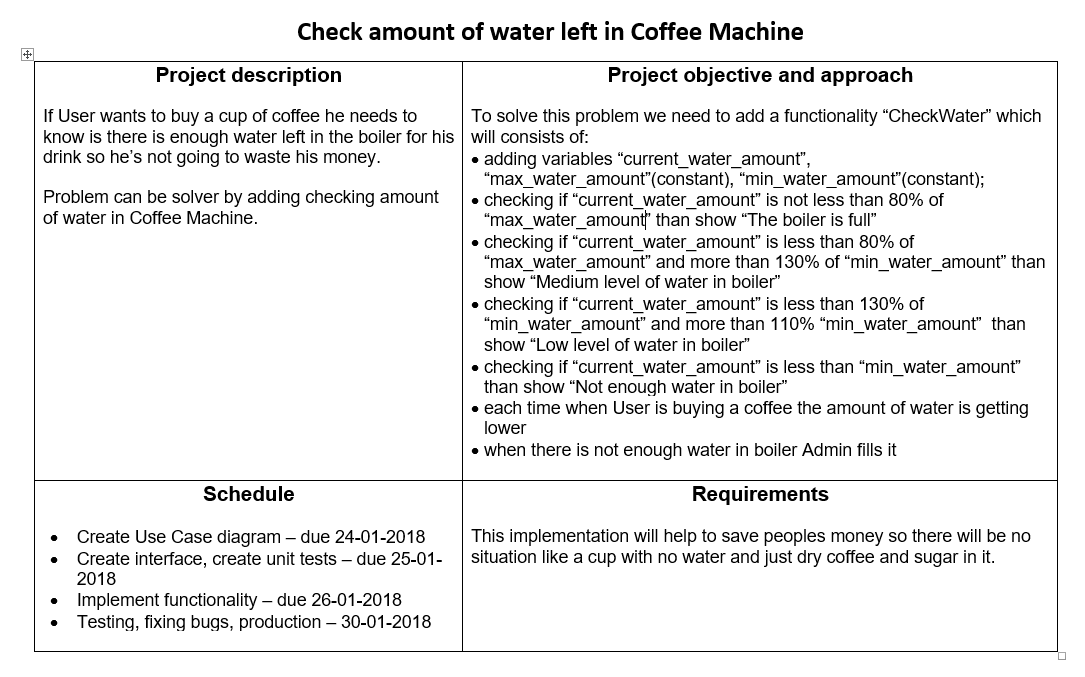 Check amount of water left in Coffee Machine
Project description
If User wants to buy a cup of coffee he needs to
know is there is enough water left in the boiler for his
drink so he’s not going to waste his money.
Problem can be solver by adding checking amount
of water in Coffee Machine.
Project objective and approach
To solve this problem we need to add a functionality “CheckWater” which
will consists of:
• adding variables “current_water_amount”,
“max_water_amount”(constant), “min_water_amount”(constant);
• checking if “current_water_amount” is not less than 80% of
“max_water_amount” than show “The boiler is full”
• checking if “current_water_amount” is less than 80% of
“max_water_amount” and more than 130% of “min_water_amount” than
show “Medium level of water in boiler”
• checking if “current_water_amount” is less than 130% of
“min_water_amount” and more than 110% “min_water_amount”  than
show “Low level of water in boiler”
• checking if “current_water_amount” is less than “min_water_amount”
than show “Not enough water in boiler”
• each time when User is buying a coffee the amount of water is getting
lower
• when there is not enough water in boiler Admin fills it
Schedule
• Create Use Case diagram – due 24-01-2018
• Create interface, create unit tests – due 25-01-
2018
• Implement functionality – due 26-01-2018
• Testing, fixing bugs, production – 30-01-2018
Requirements
This implementation will help to save peoples money so there will be no
situation like a cup with no water and just dry coffee and sugar in it.